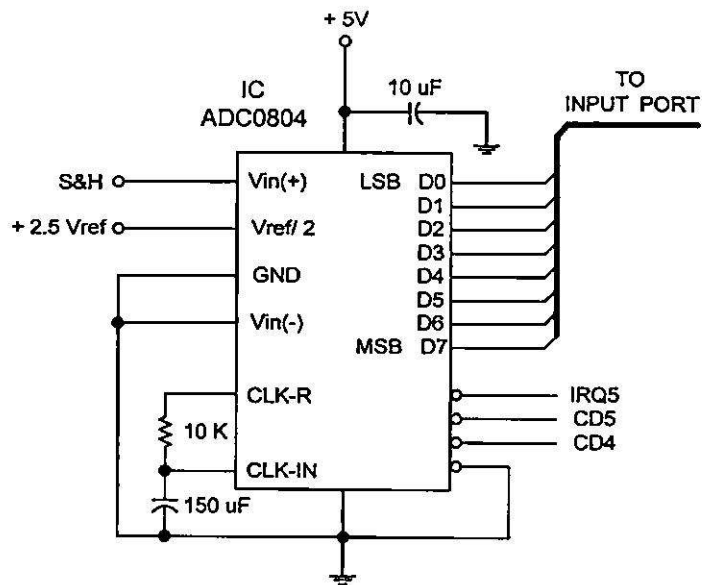 + 5V
IC
ADC0804
10 uF
TO
INPUT PORT
S&H
Vin(+)
LSB D0
D1
+ 2.5 Vref
Vref/ 2
D2
D3
GND
D4
D5
Vin(-)
D6
MSB D7
CLK-R
IRQ5
10 K
CD5
CD4
CLK-IN
150 uF